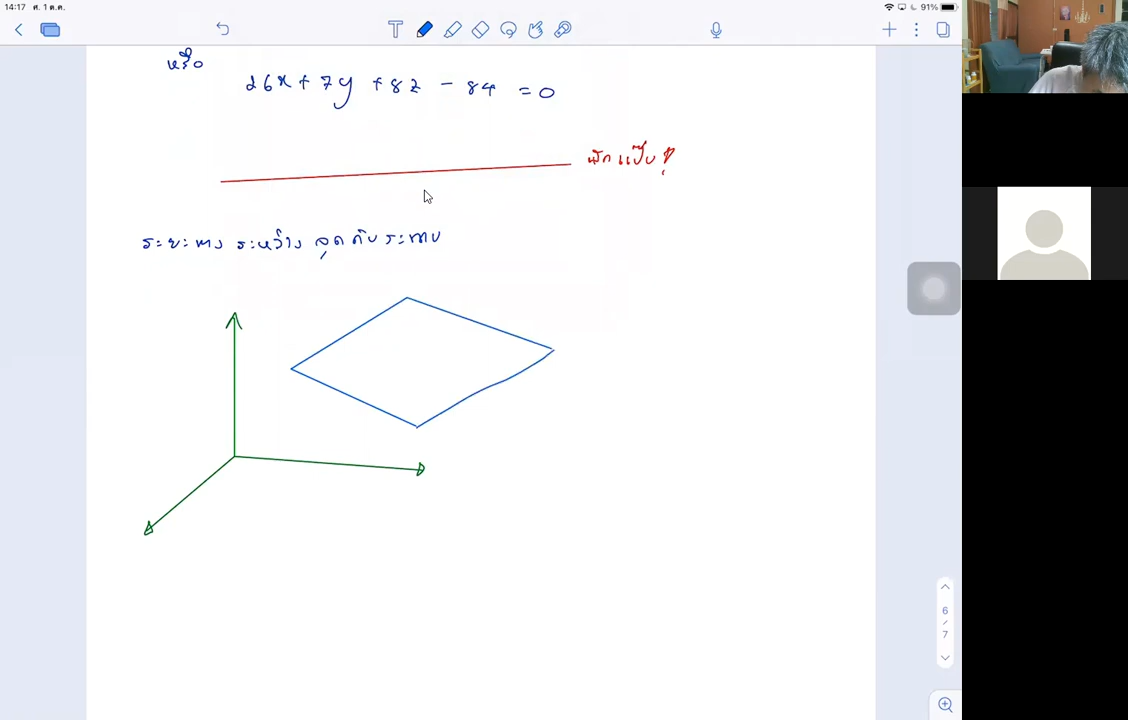 14:17 ศ. 1 ต.ค.
91%
หรือ
26x + 7y + 8z - 84 = 0
พักแป๊บ
ระยะทาง ระหว่าง จุดกับระนาบ
T
6
/
7